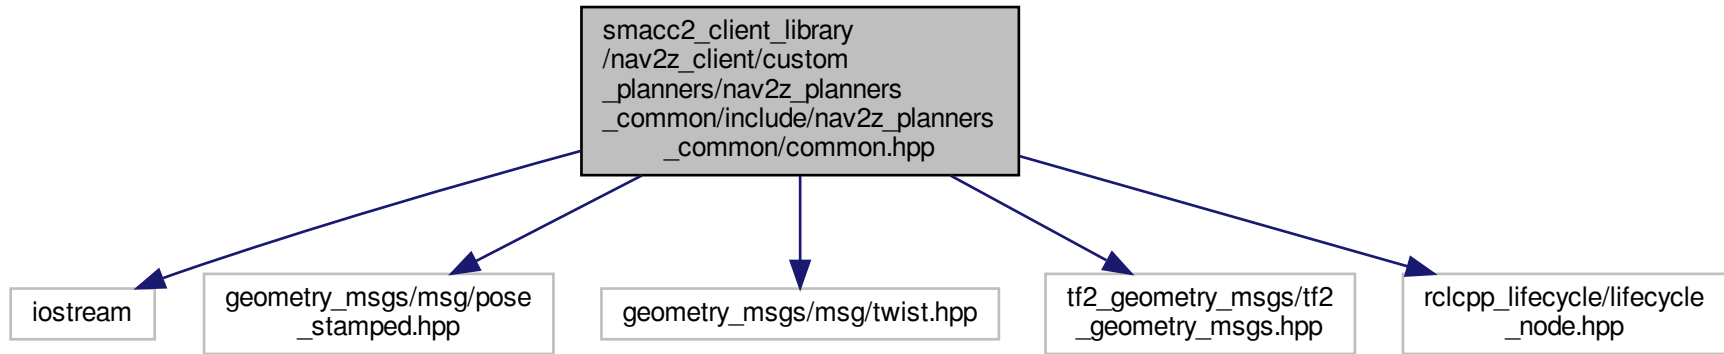 smacc2_client_library
/nav2z_client/custom
_planners/nav2z_planners
_common/include/nav2z_planners
_common/common.hpp
iostream
geometry_msgs/msg/pose
_stamped.hpp
geometry_msgs/msg/twist.hpp
tf2_geometry_msgs/tf2
_geometry_msgs.hpp
rclcpp_lifecycle/lifecycle
_node.hpp